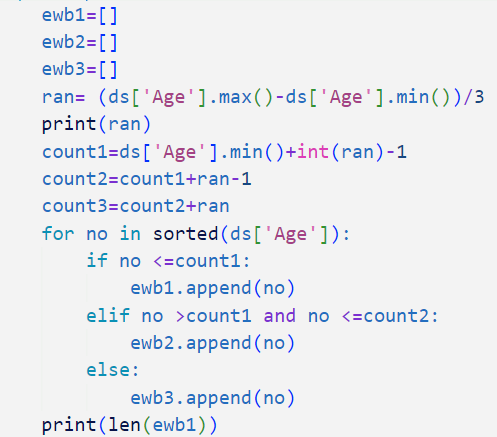 ewb1=[]
ewb2=[]
ewb3=[]
ran= (ds['Age'].max()-ds['Age'].min())/3
print(ran)
count1=ds['Age'].min()+int(ran)-1
count2=count1+ran-1
count3=count2+ran
for no in sorted(ds['Age']):
    if no <=count1:
        ewb1.append(no)
    elif no >count1 and no <=count2:
        ewb2.append(no)
    else:
        ewb3.append(no)
print(len(ewb1))